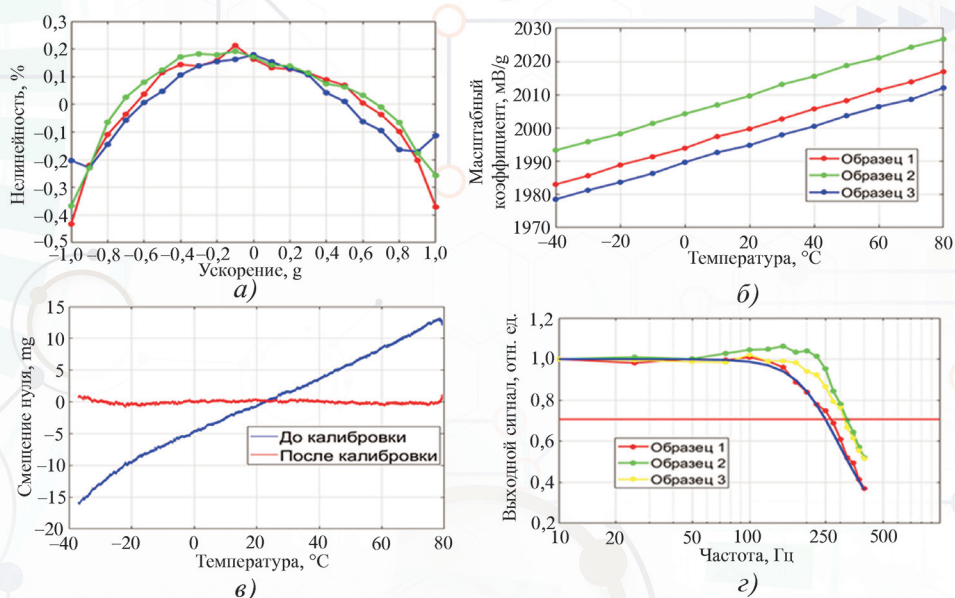 Нелинейность, %
0,3
0,2
0,1
0
–0,1
–0,2
–0,3
–0,4
–0,5
–1,0 –0,8 –0,6 –0,4 –0,2 0 0,2 0,4 0,6 0,8 1,0
Ускорение, g
а)
Масштабный
коэффициент, мВ/g
2030
2020
2010
2000
1990
1980
1970
Образец 1
Образец 2
Образец 3
–40 –20 0 20 40 60 80
Температура, °С
б)
Смещение нуля, mg
15
10
5
0
–5
–10
–15
–20
До калибровки
После калибровки
–40 –20 0 20 40 60 80
Температура, °С
в)
Выходной сигнал, отн. ед.
1,2
1,0
0,8
0,6
0,4
0,2
Образец 1
Образец 2
Образец 3
10 20 50 100 250 500
Частота, Гц
г)